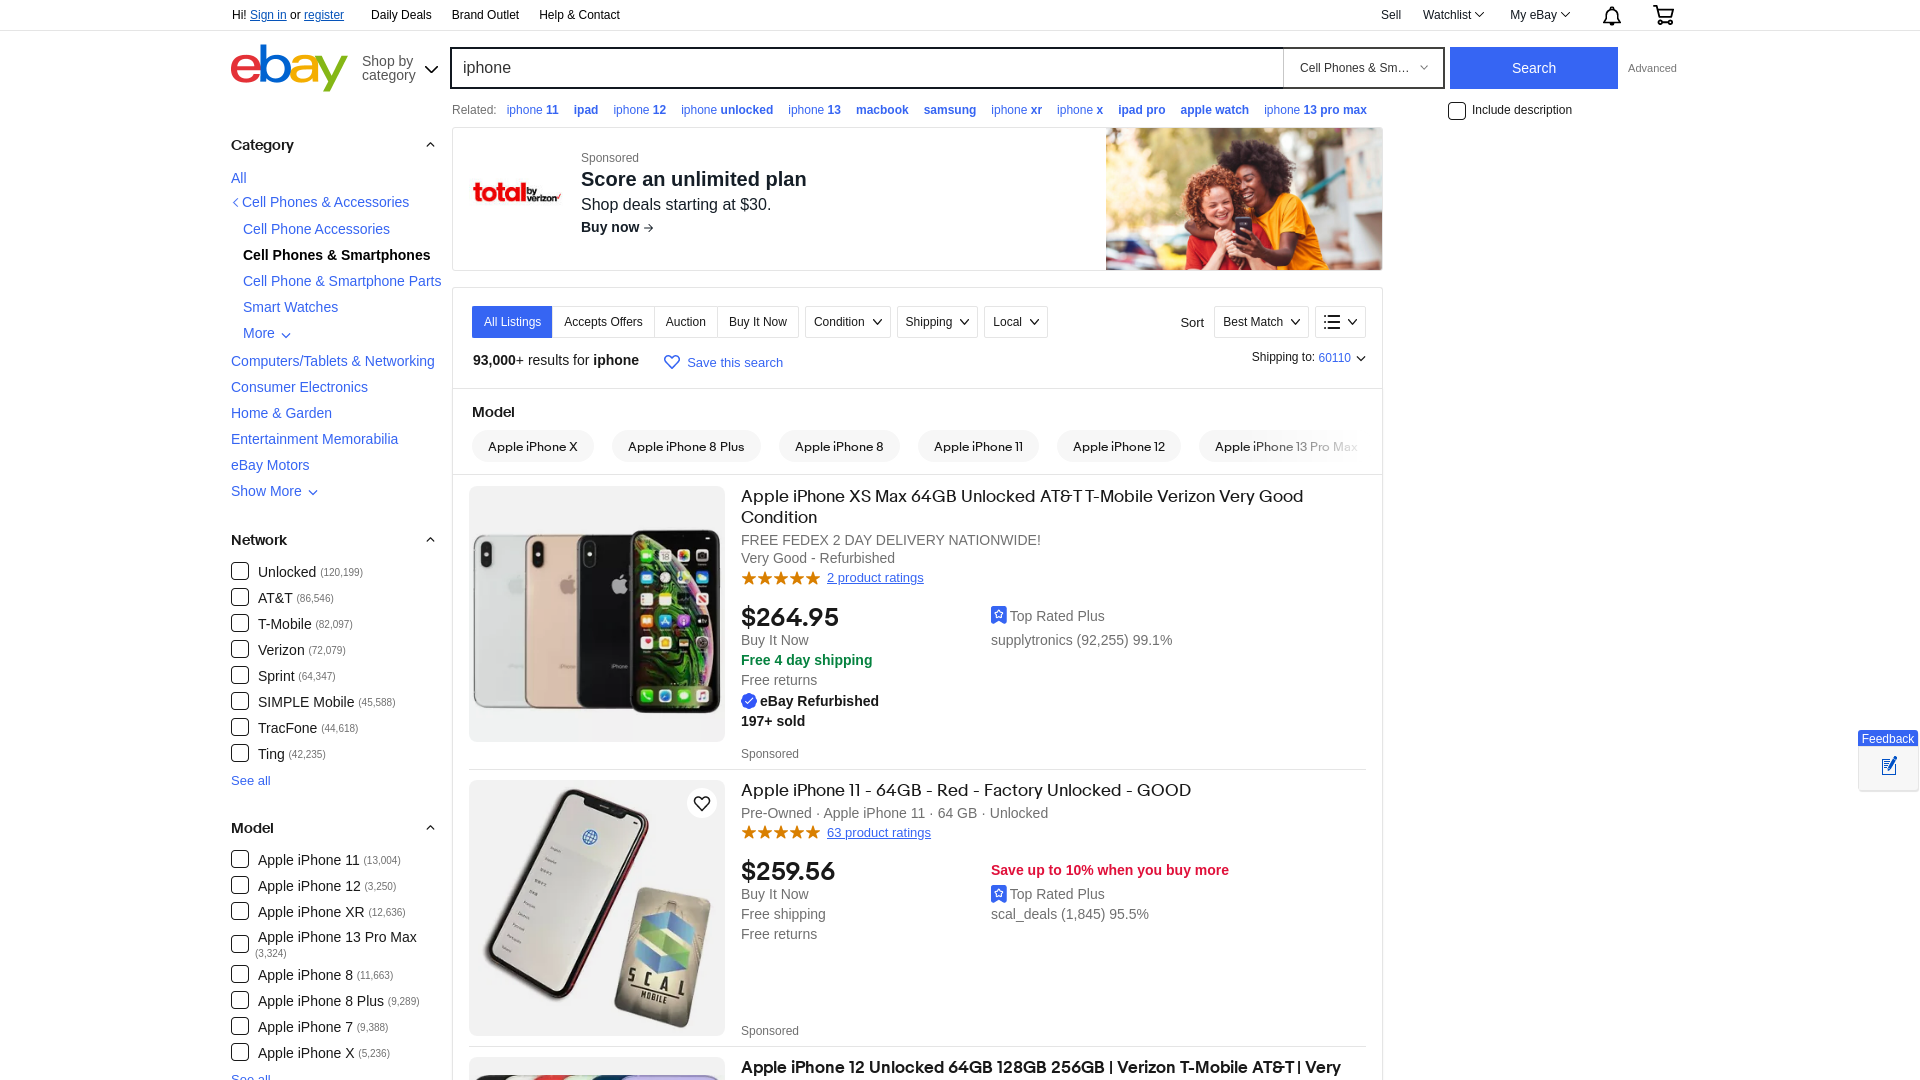 Hi! Sign in or register Daily Deals Brand Outlet Help & Contact Sell Watchlist My eBay
ebay Shop by category iphone Cell Phones & Sm... Search Advanced
Related: iphone 11 ipad iphone 12 iphone unlocked iphone 13 macbook samsung iphone xr iphone x ipad pro apple watch iphone 13 pro max Include description
Category
All
Cell Phones & Accessories
Cell Phone Accessories
Cell Phones & Smartphones
Cell Phone & Smartphone Parts
Smart Watches
More
Computers/Tablets & Networking
Consumer Electronics
Home & Garden
Entertainment Memorabilia
eBay Motors
Show More
Network
Unlocked (120,199)
AT&T (86,546)
T-Mobile (82,097)
Verizon (72,079)
Sprint (64,347)
SIMPLE Mobile (45,588)
TracFone (44,618)
Ting (42,235)
See all
Model
Apple iPhone 11 (13,004)
Apple iPhone 12 (3,250)
Apple iPhone XR (12,636)
Apple iPhone 13 Pro Max
(3,324)
Apple iPhone 8 (11,663)
Apple iPhone 8 Plus (9,289)
Apple iPhone 7 (9,388)
Apple iPhone X (5,236)
See all
total by verizon
Sponsored
Score an unlimited plan
Shop deals starting at $30.
Buy now
All Listings Accepts Offers Auction Buy It Now Condition Shipping Local Sort Best Match
93,000+ results for iphone Save this search Shipping to: 60110
Model
Apple iPhone X Apple iPhone 8 Plus Apple iPhone 8 Apple iPhone 11 Apple iPhone 12 Apple iPhone 13 Pro Max
Apple iPhone XS Max 64GB Unlocked AT&T T-Mobile Verizon Very Good
Condition
FREE FEDEX 2 DAY DELIVERY NATIONWIDE!
Very Good - Refurbished
2 product ratings
$264.95 Top Rated Plus
Buy It Now supplytronics (92,255) 99.1%
Free 4 day shipping
Free returns
eBay Refurbished
197+ sold
Sponsored
Apple iPhone 11 - 64GB - Red - Factory Unlocked - GOOD
Pre-Owned · Apple iPhone 11 · 64 GB · Unlocked
63 product ratings
$259.56 Save up to 10% when you buy more
Buy It Now Top Rated Plus
Free shipping scal_deals (1,845) 95.5%
Free returns
SCAL
MOBILE
Sponsored
Apple iPhone 12 Unlocked 64GB 128GB 256GB | Verizon T-Mobile AT&T | Very
Feedback